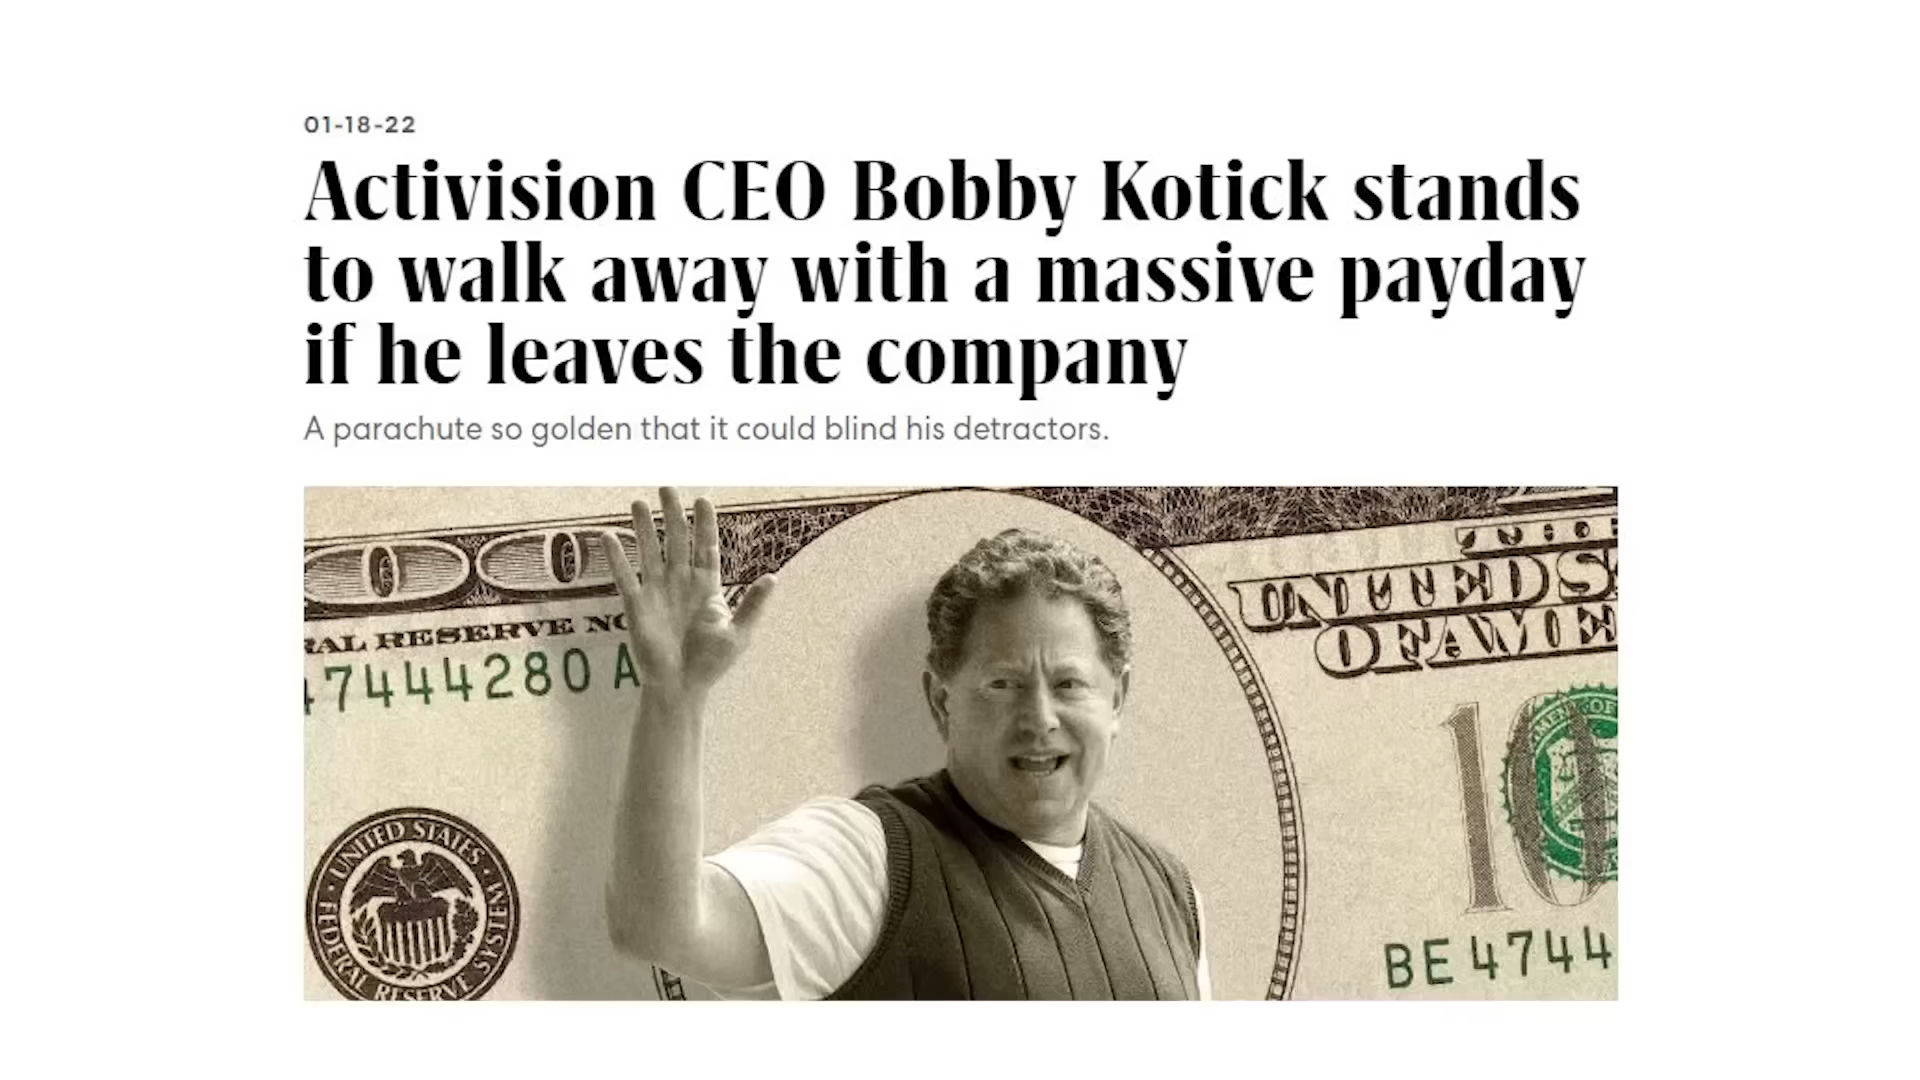 01-18-22
Activision CEO Bobby Kotick stands
to walk away with a massive payday
if he leaves the company
A parachute so golden that it could blind his detractors.
00
RAL RESERVE NO
7444280 A
UNITED STATES
FEDERAL RESERVE SYSTEM
10
BE 4744